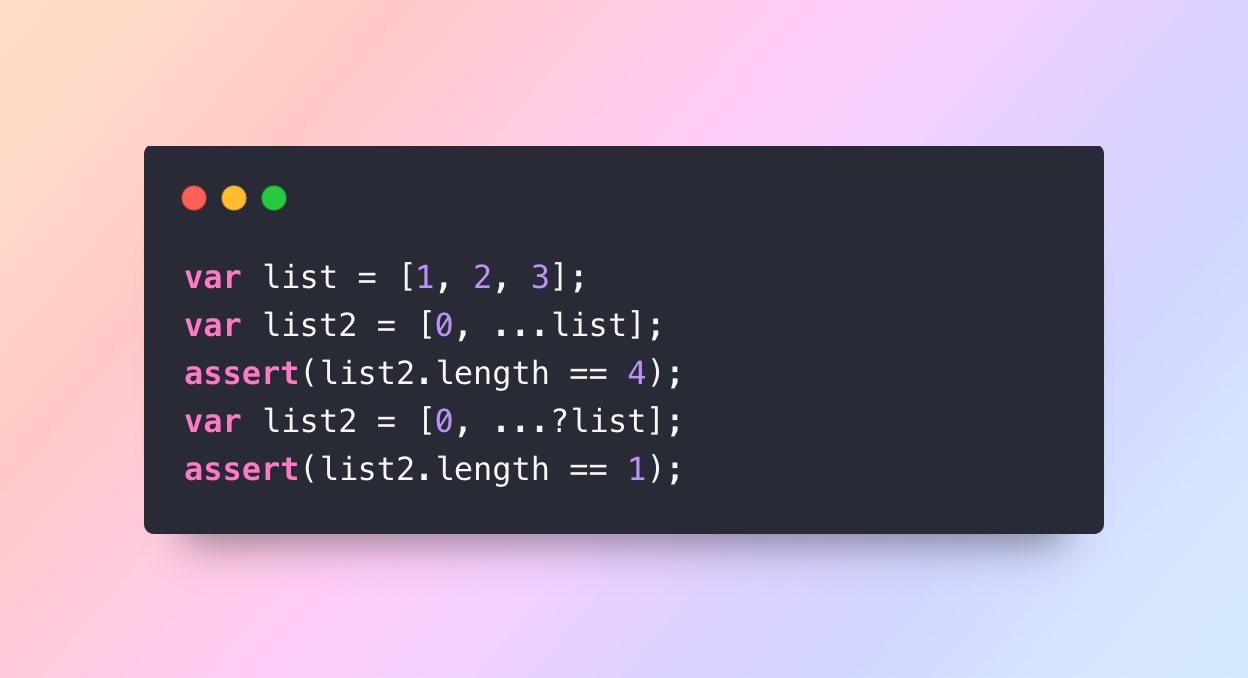 var list = [1, 2, 3];
var list2 = [0, ...list];
assert(list2.length == 4);
var list2 = [0, ...?list];
assert(list2.length == 1);